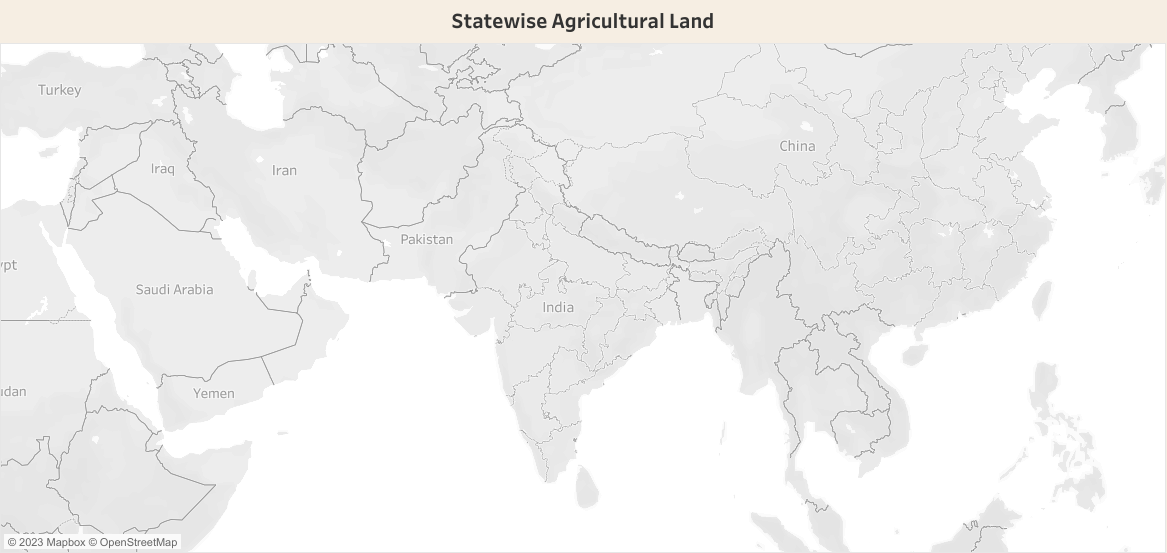 Statewise Agricultural Land
Turkey
China
Iraq
Iran
Pakistan
ypt
Saudi Arabia
India
udan
Yemen
© 2023 Mapbox © OpenStreetMap